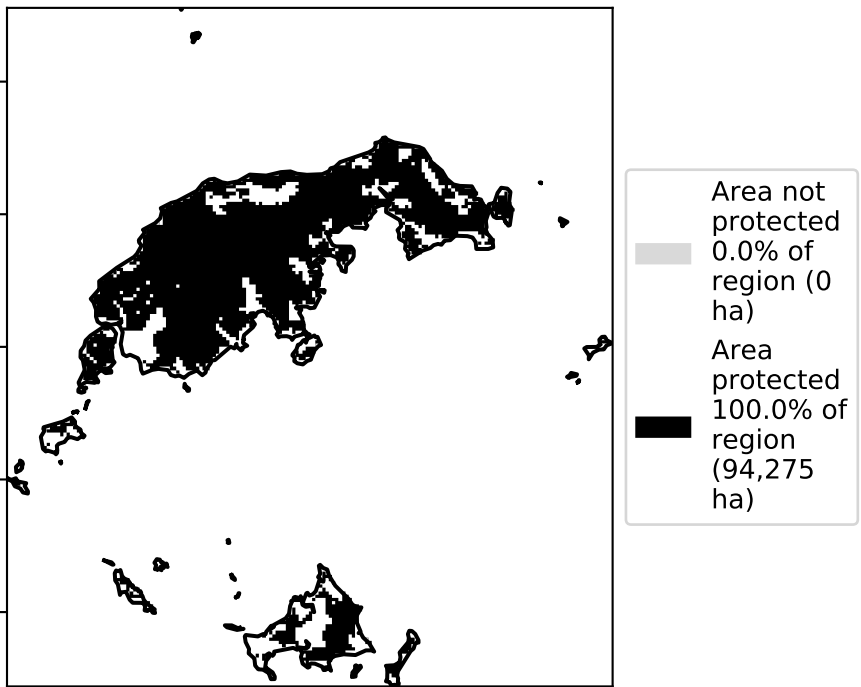 Area not
protected
0.0% of
region (0
ha)
Area
protected
100.0% of
region
(94,275
ha)